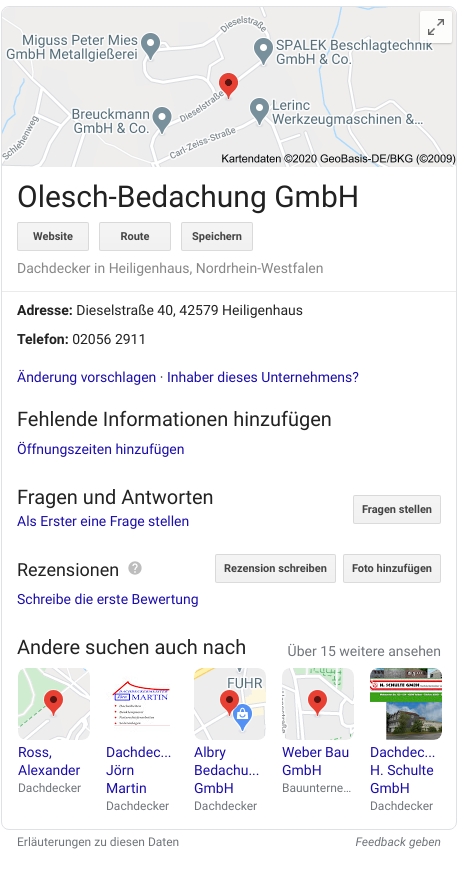 Dieselstraße
Miguss Peter Mies
GmbH Metallgießerei
SPALEK Beschlagtechnik
GmbH & Co.
Dieselstraße
Breuckmann
GmbH & Co.
Lerinc
Werkzeugmaschinen &...
Schlehenweg
Carl-Zeiss-Straße
Kartendaten ©2020 GeoBasis-DE/BKG (©2009)
Olesch-Bedachung GmbH
Website Route Speichern
Dachdecker in Heiligenhaus, Nordrhein-Westfalen
Adresse: Dieselstraße 40, 42579 Heiligenhaus
Telefon: 02056 2911
Änderung vorschlagen · Inhaber dieses Unternehmens?
Fehlende Informationen hinzufügen
Öffnungszeiten hinzufügen
Fragen und Antworten
Fragen stellen
Als Erster eine Frage stellen
Rezensionen ? Rezension schreiben Foto hinzufügen
Schreibe die erste Bewertung
Andere suchen auch nach Über 15 weitere ansehen
FUHR
Jörn MARTIN
H. SCHULTE GMBH
Ross, Alexander
Dachdecker
Dachdec...
Jörn
Martin
Dachdecker
Albry
Bedachu...
GmbH
Dachdecker
Weber Bau
GmbH
Bauunterne...
Dachdec...
H. Schulte
GmbH
Dachdecker
Erläuterungen zu diesen Daten Feedback geben